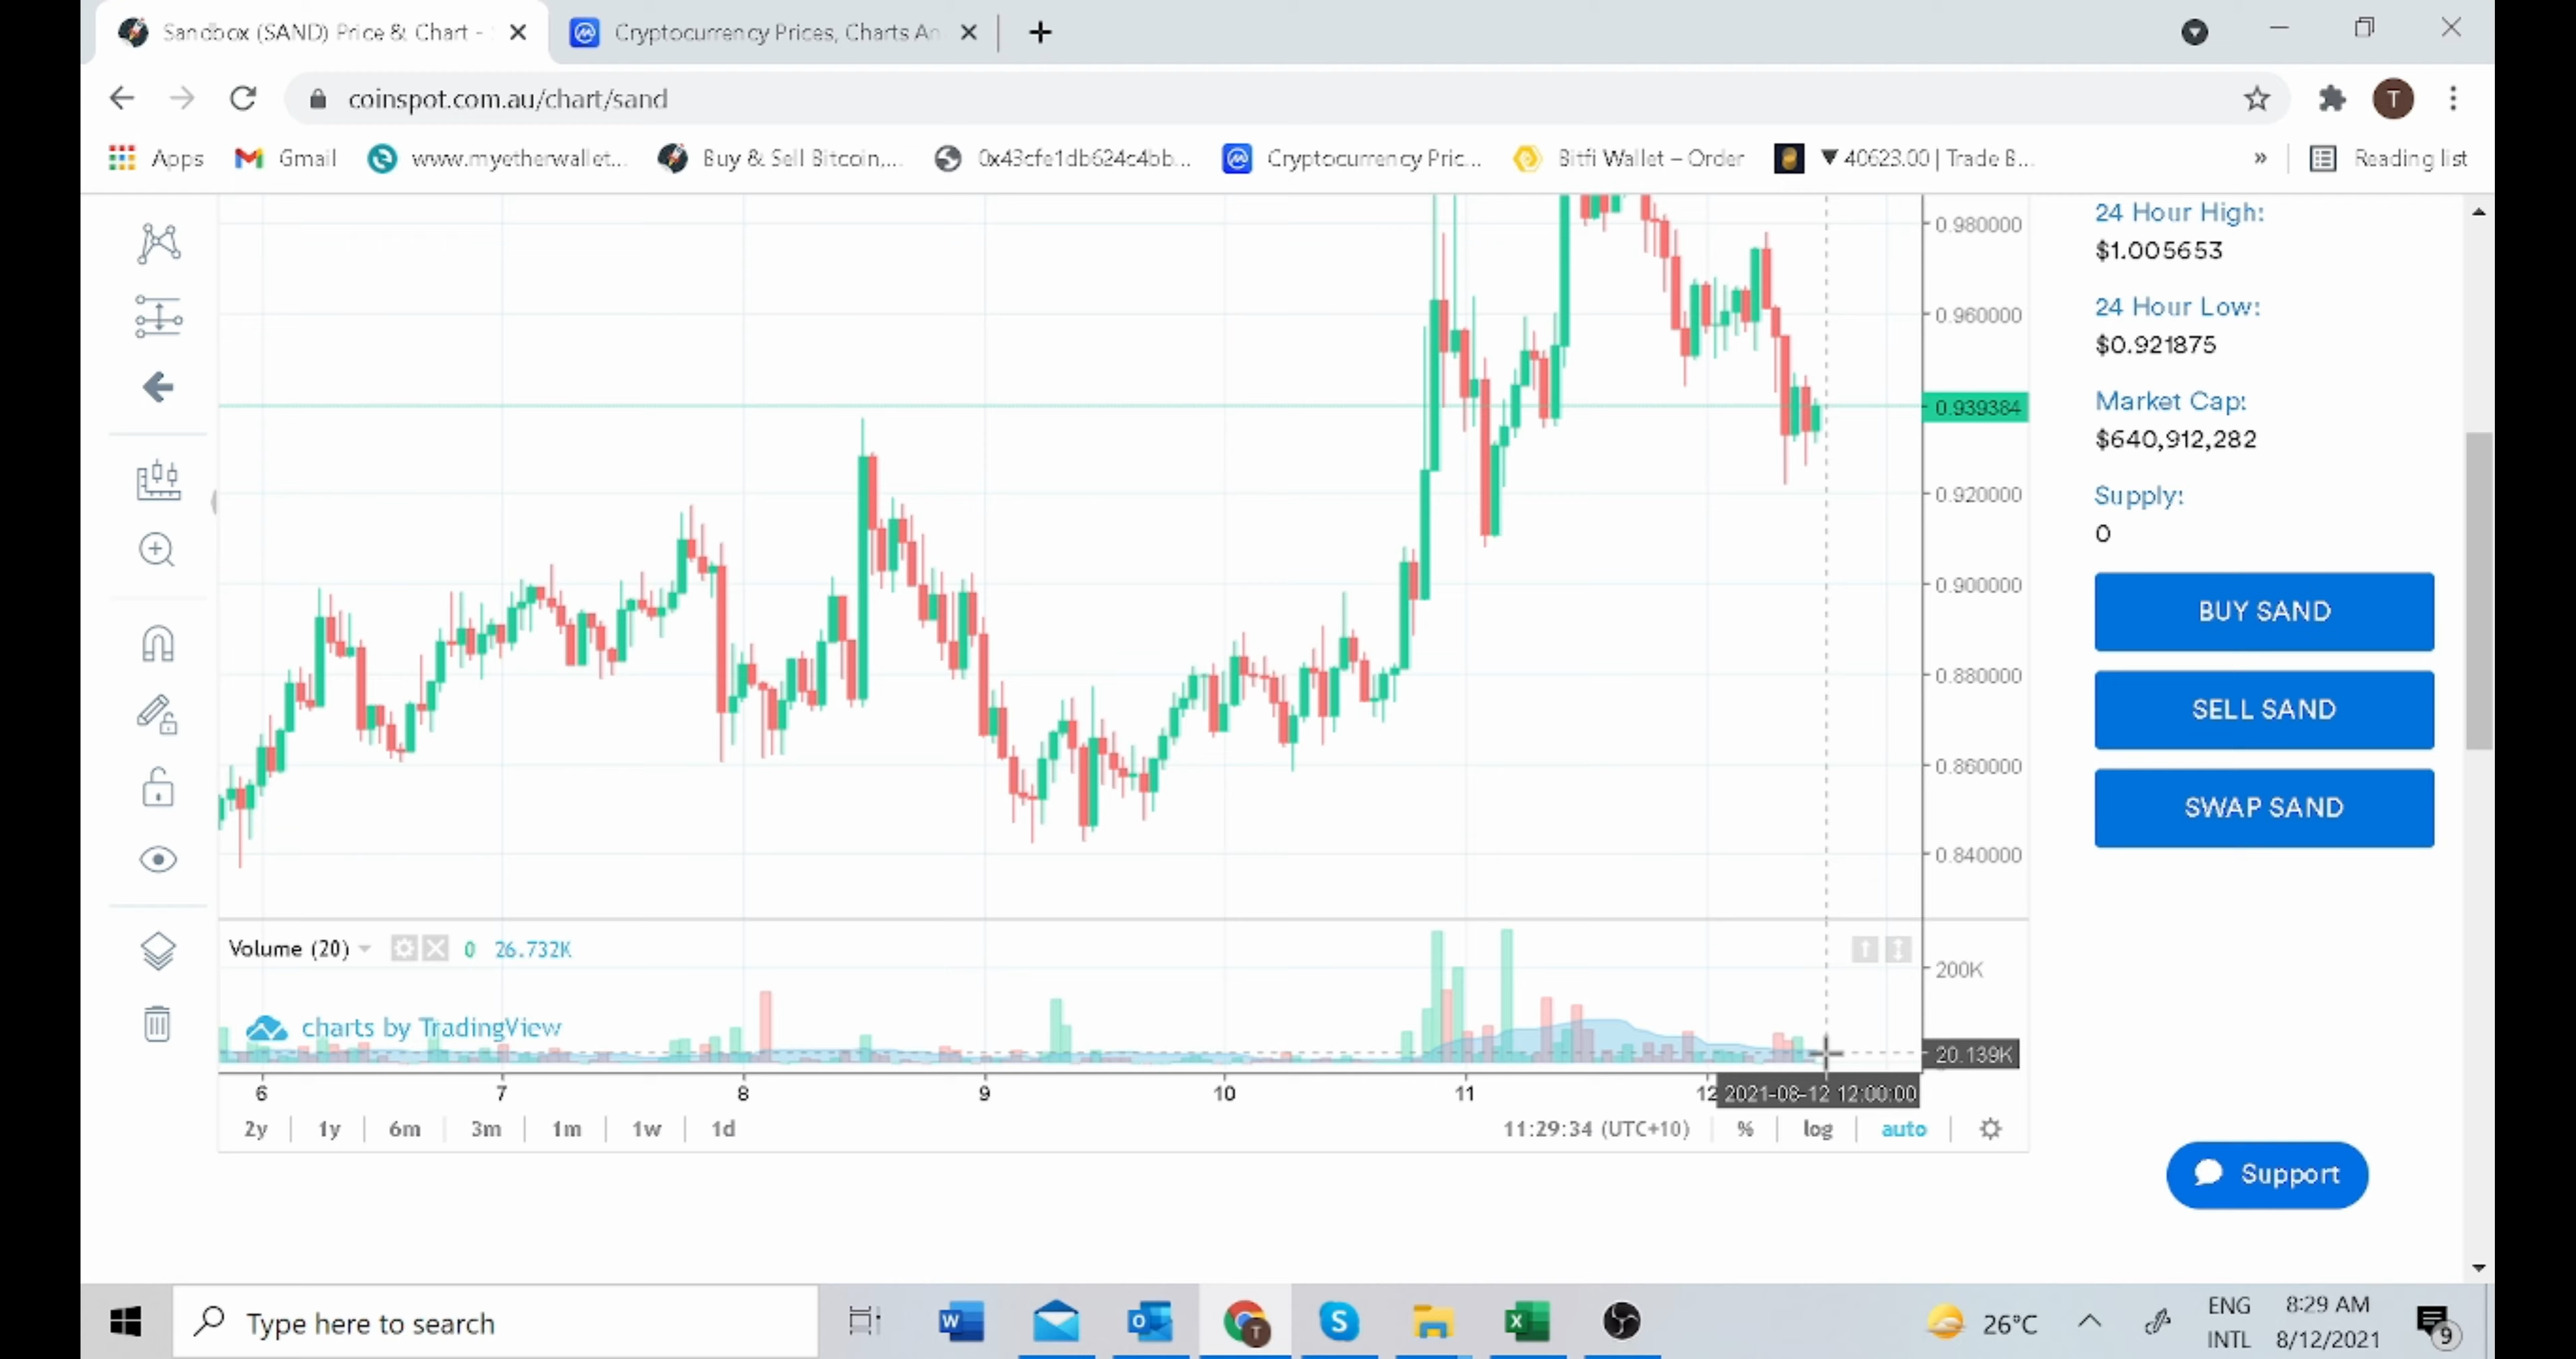 Sandbox (SAND) Price & Chart -
Cryptocurrency Prices, Charts An
coinspot.com.au/chart/sand
T
Apps
Gmail
www.myetherwallet...
Buy & Sell Bitcoin,...
0x43cfe1db624c4bb...
Cryptocurrency Pric...
Bitfi Wallet – Order
▼ 40623.00 | Trade B...
»
Reading list
0.980000
0.960000
0.939384
0.920000
0.900000
0.880000
0.860000
0.840000
24 Hour High:
$1.005653
24 Hour Low:
$0.921875
Market Cap:
$640,912,282
Supply:
0
BUY SAND
SELL SAND
SWAP SAND
Volume (20) 0 26.732K
200K
charts by TradingView
20.139K
6 7 8 9 10 11 12 2021-08-12 12:00:00
2y 1y 6m 3m 1m 1w 1d 11:29:34 (UTC+10) % log auto
Support
Type here to search
W
O
T
S
X
26°C
ENG
INTL
8:29 AM
8/12/2021
9